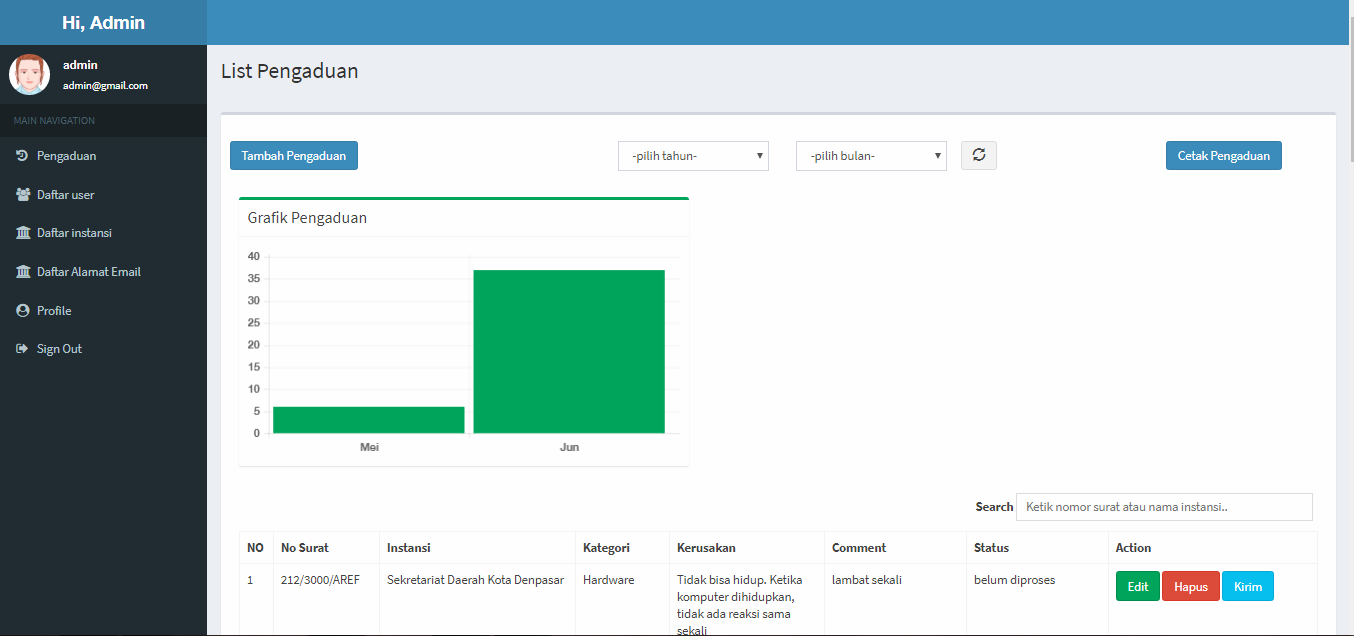 Hi, Admin
admin
admin@gmail.com
MAIN NAVIGATION
Pengaduan
Daftar user
Daftar instansi
Daftar Alamat Email
Profile
Sign Out
List Pengaduan
Tambah Pengaduan
-pilih tahun-
-pilih bulan-
Cetak Pengaduan
Grafik Pengaduan
40
35
30
25
20
15
10
5
0
Mei Jun
Search Ketik nomor surat atau nama instansi..
NO No Surat Instansi Kategori Kerusakan Comment Status Action
1 212/3000/AREF Sekretariat Daerah Kota Denpasar Hardware Tidak bisa hidup. Ketika lambat sekali belum diproses Edit Hapus Kirim
komputer dihidupkan,
tidak ada reaksi sama
sekali